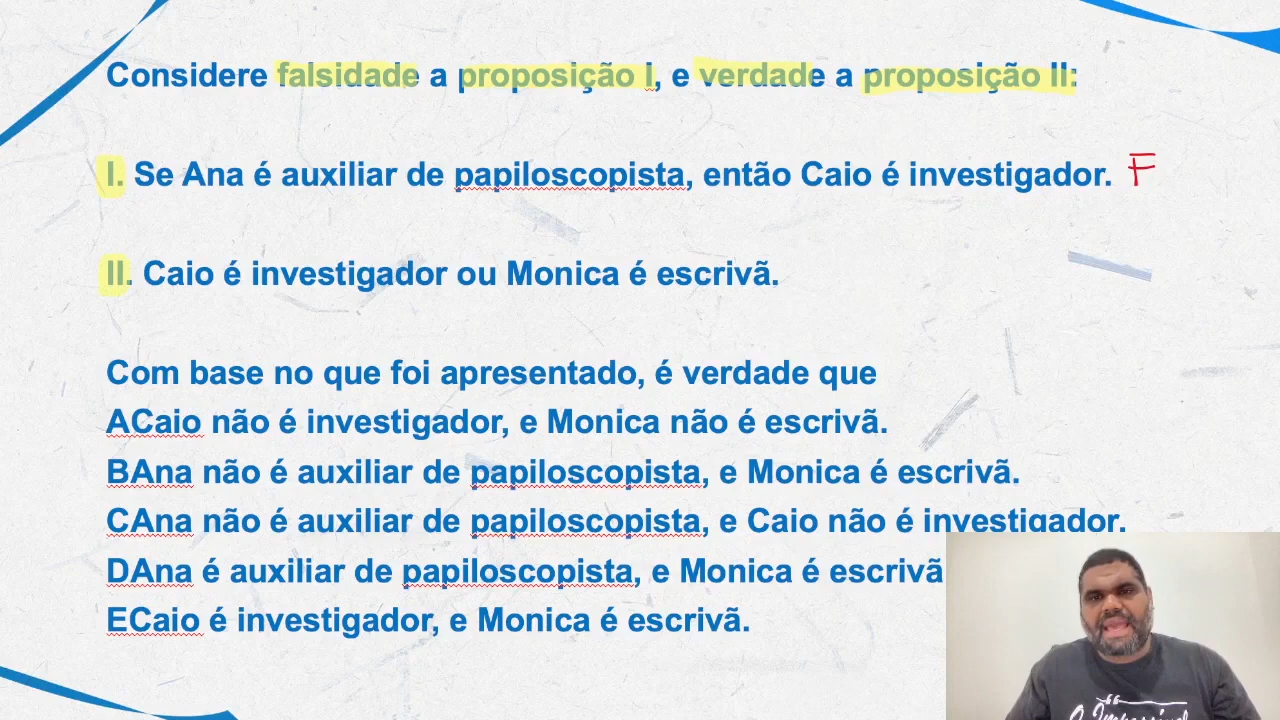 Considere falsidade a proposição I, e verdade a proposição II:
I. Se Ana é auxiliar de papiloscopista, então Caio é investigador. F
II. Caio é investigador ou Monica é escrivã.
Com base no que foi apresentado, é verdade que
ACaio não é investigador, e Monica não é escrivã.
BAna não é auxiliar de papiloscopista, e Monica é escrivã.
CAna não é auxiliar de papiloscopista, e Caio não é investigador.
DAna é auxiliar de papiloscopista, e Monica é escrivã
ECaio é investigador, e Monica é escrivã.